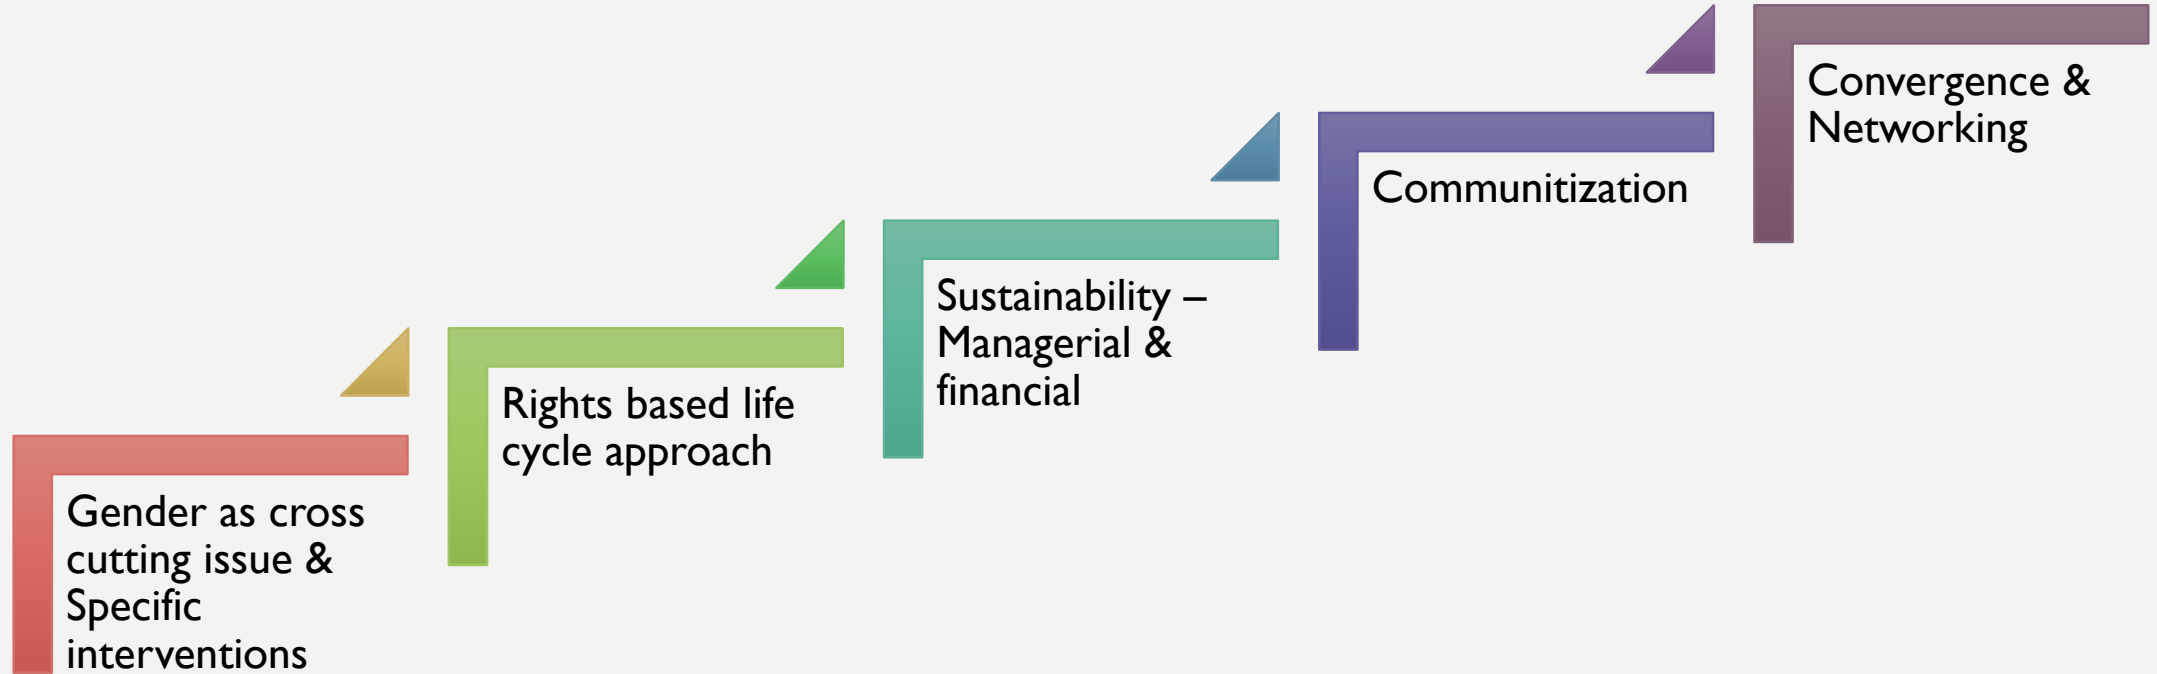 Gender as cross
cutting issue &
Specific
interventions
Rights based life
cycle approach
Sustainability –
Managerial &
financial
Communitization
Convergence &
Networking